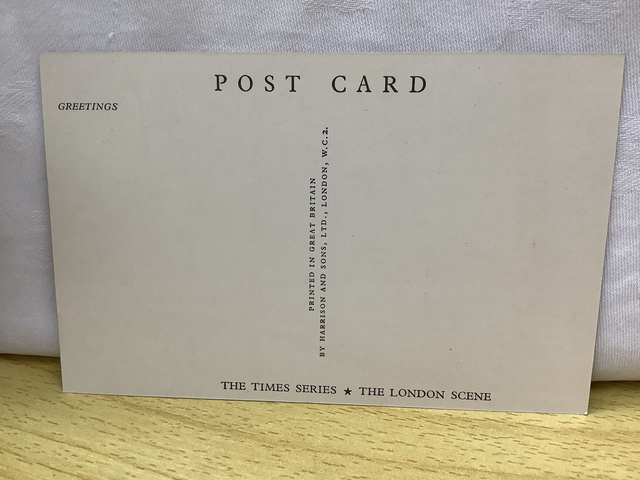 POST CARD
GREETINGS
PRINTED IN GREAT BRITAIN
BY HARRISON AND SONS, LTD., LONDON, W.C.2.
THE TIMES SERIES ★ THE LONDON SCENE